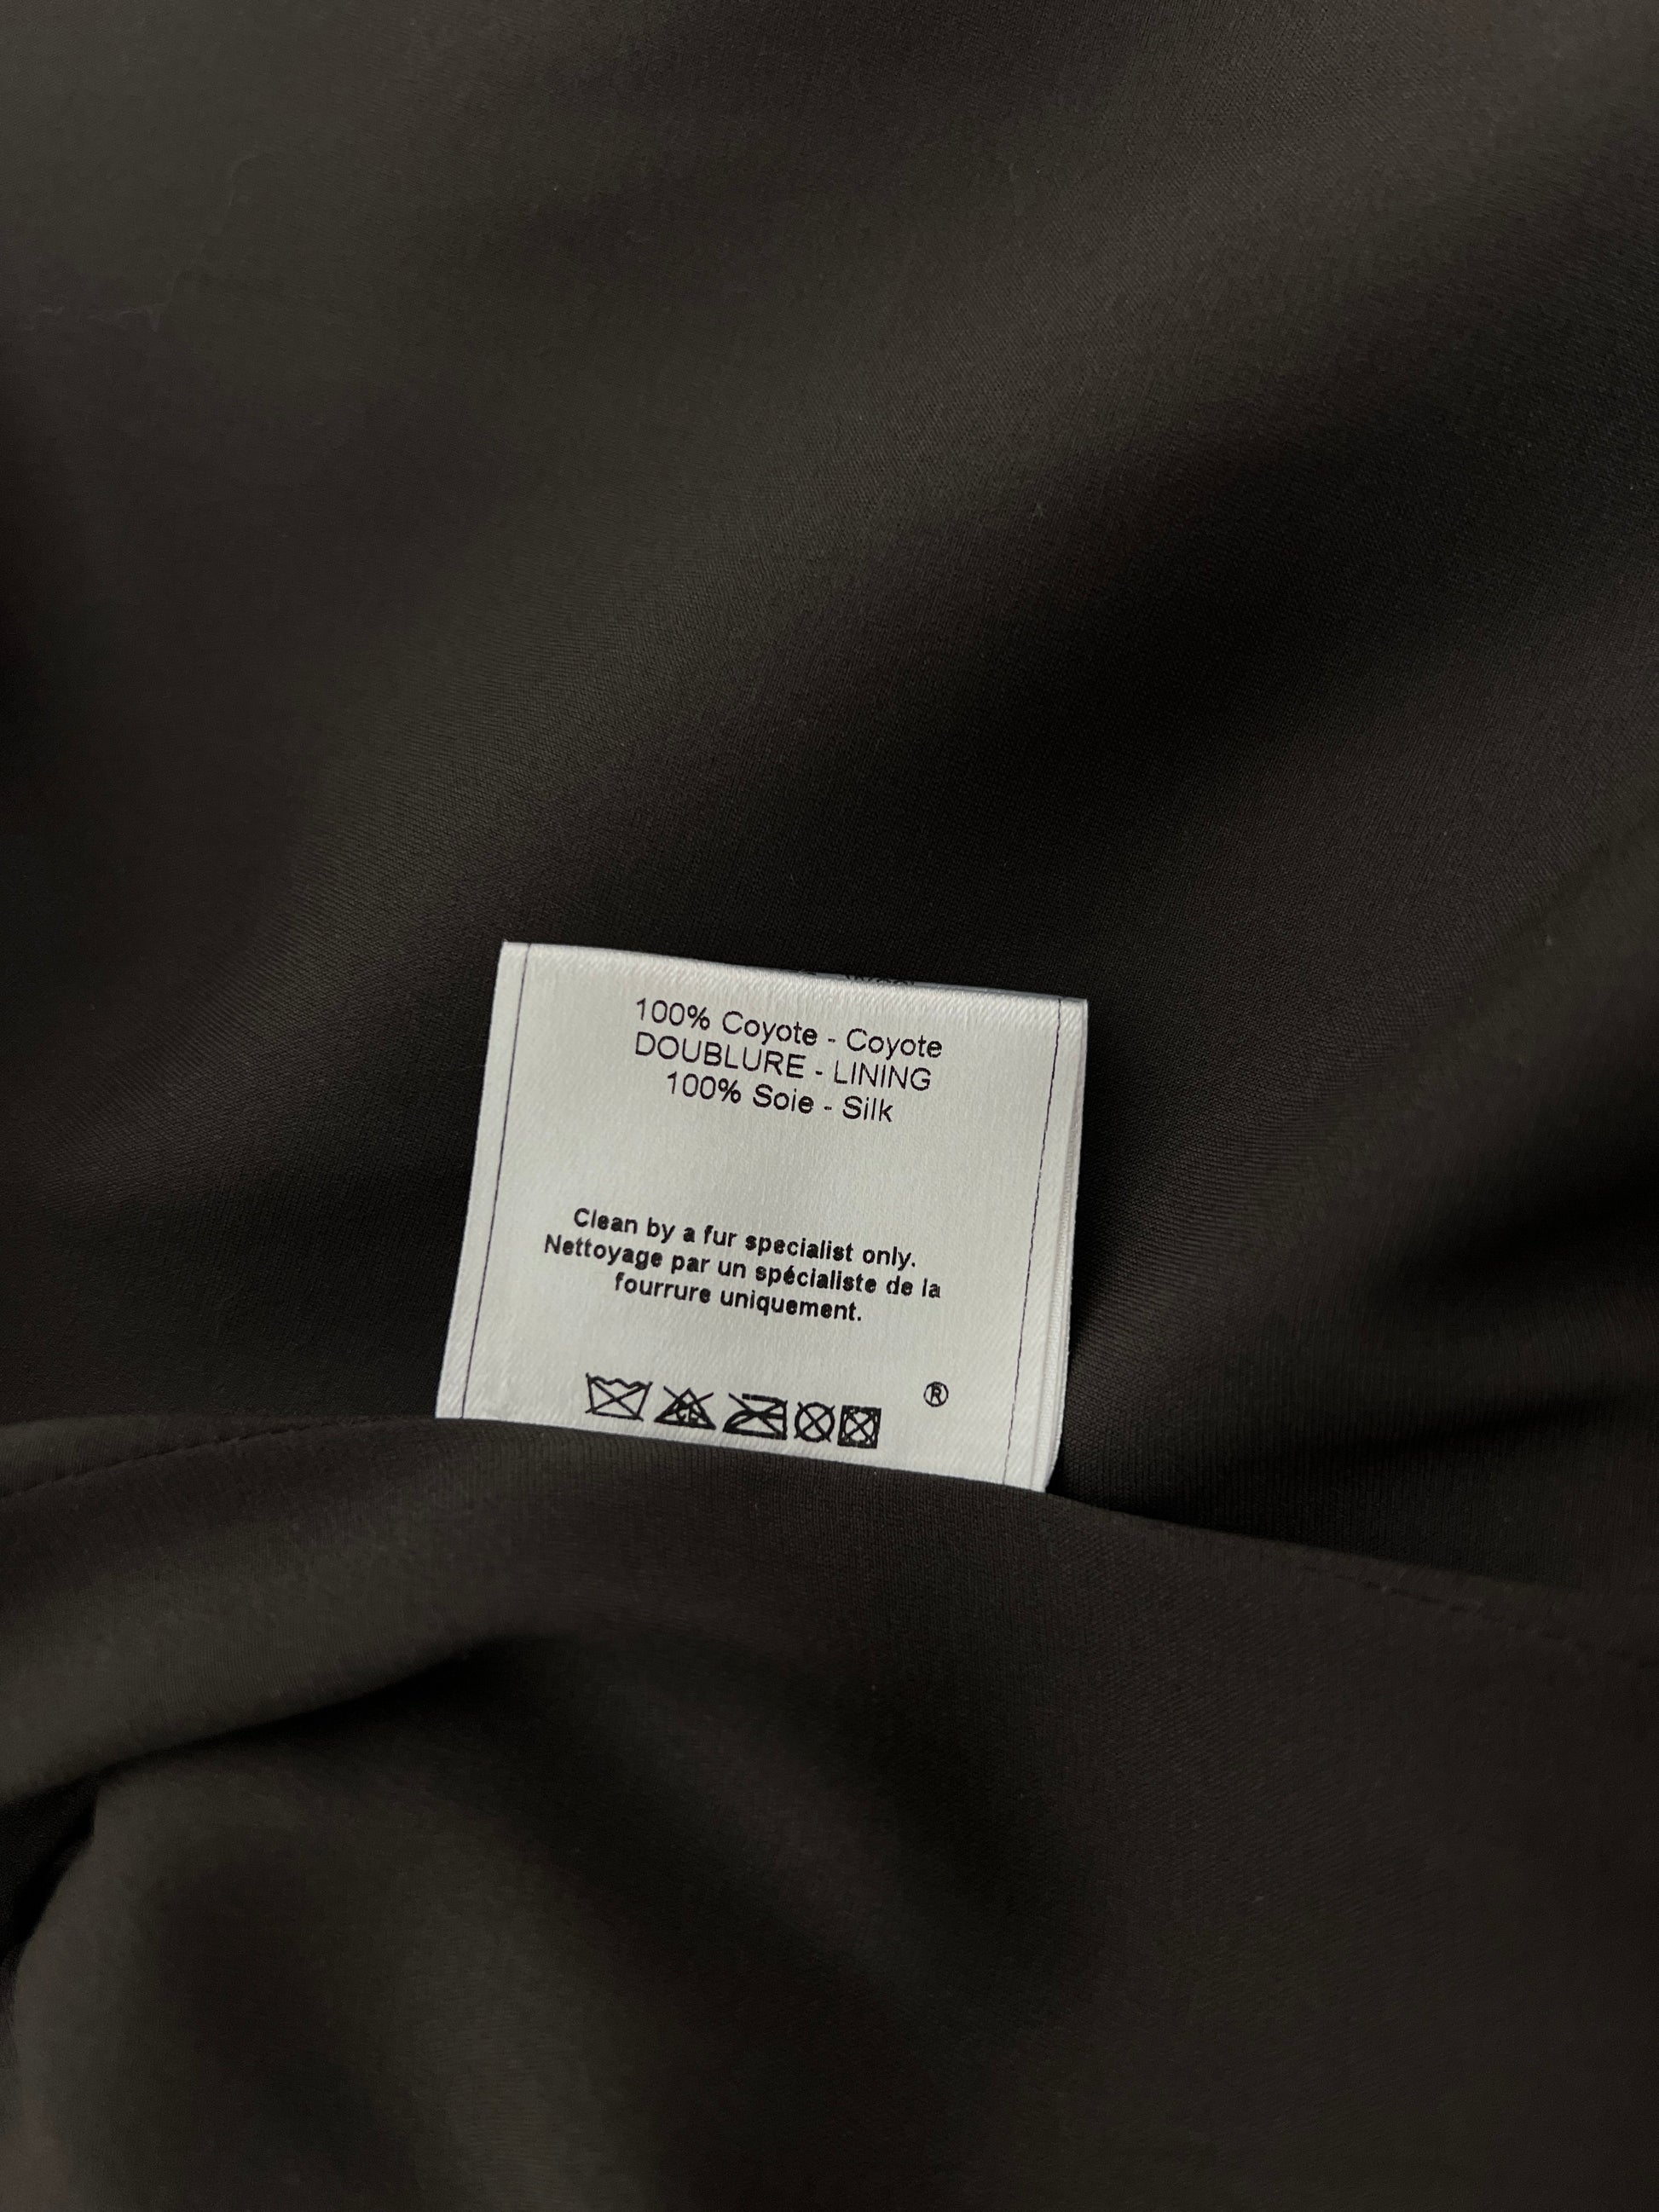 100% Coyote - Coyote
DOUBLURE - LINING
100% Soie - Silk
Clean by a fur specialist only.
Nettoyage par un spécialiste de la
fourrure uniquement.
®